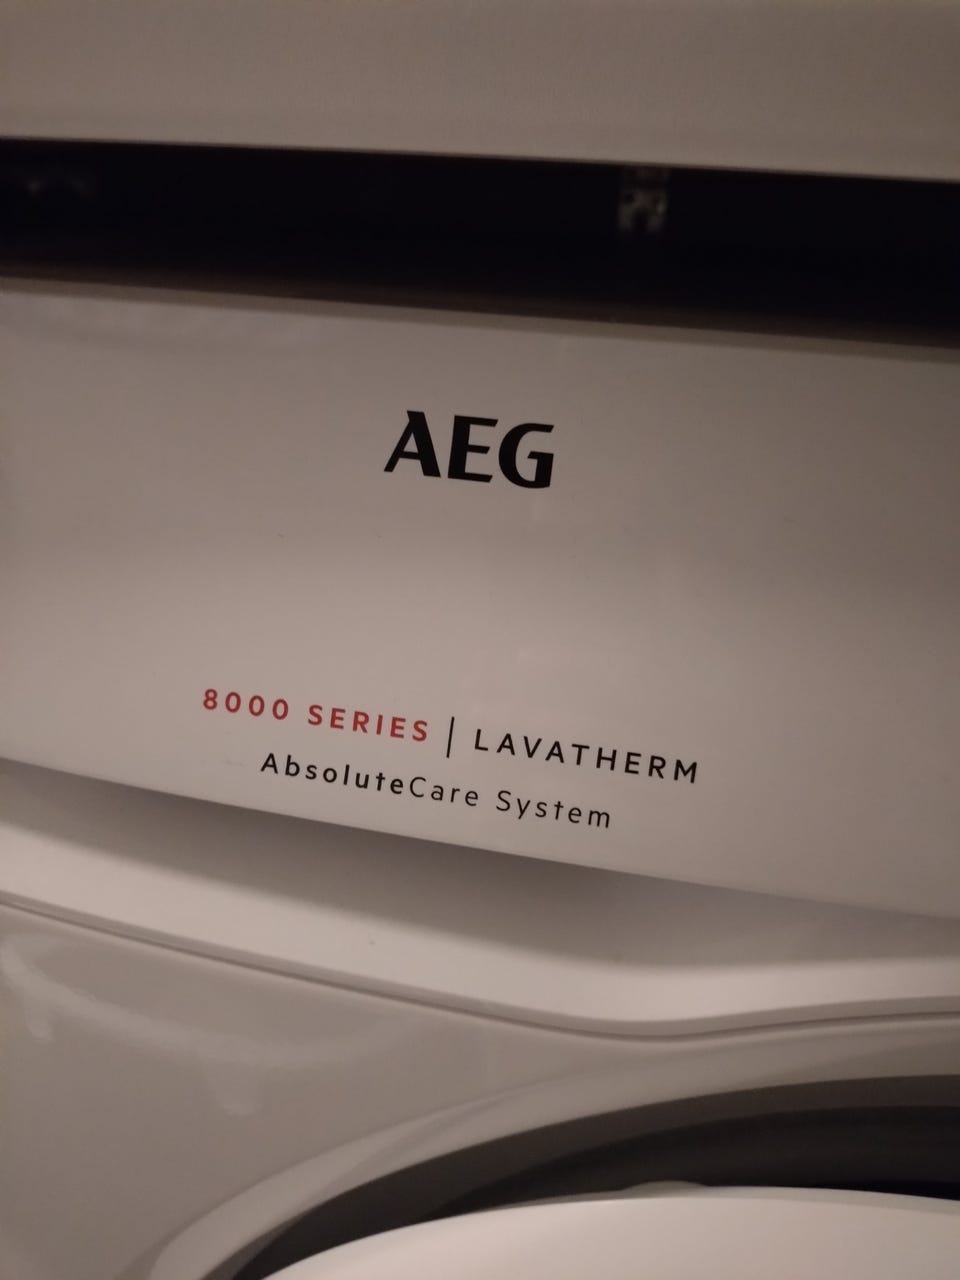 AEG
8000 SERIES | LAVATHERM
AbsoluteCare System